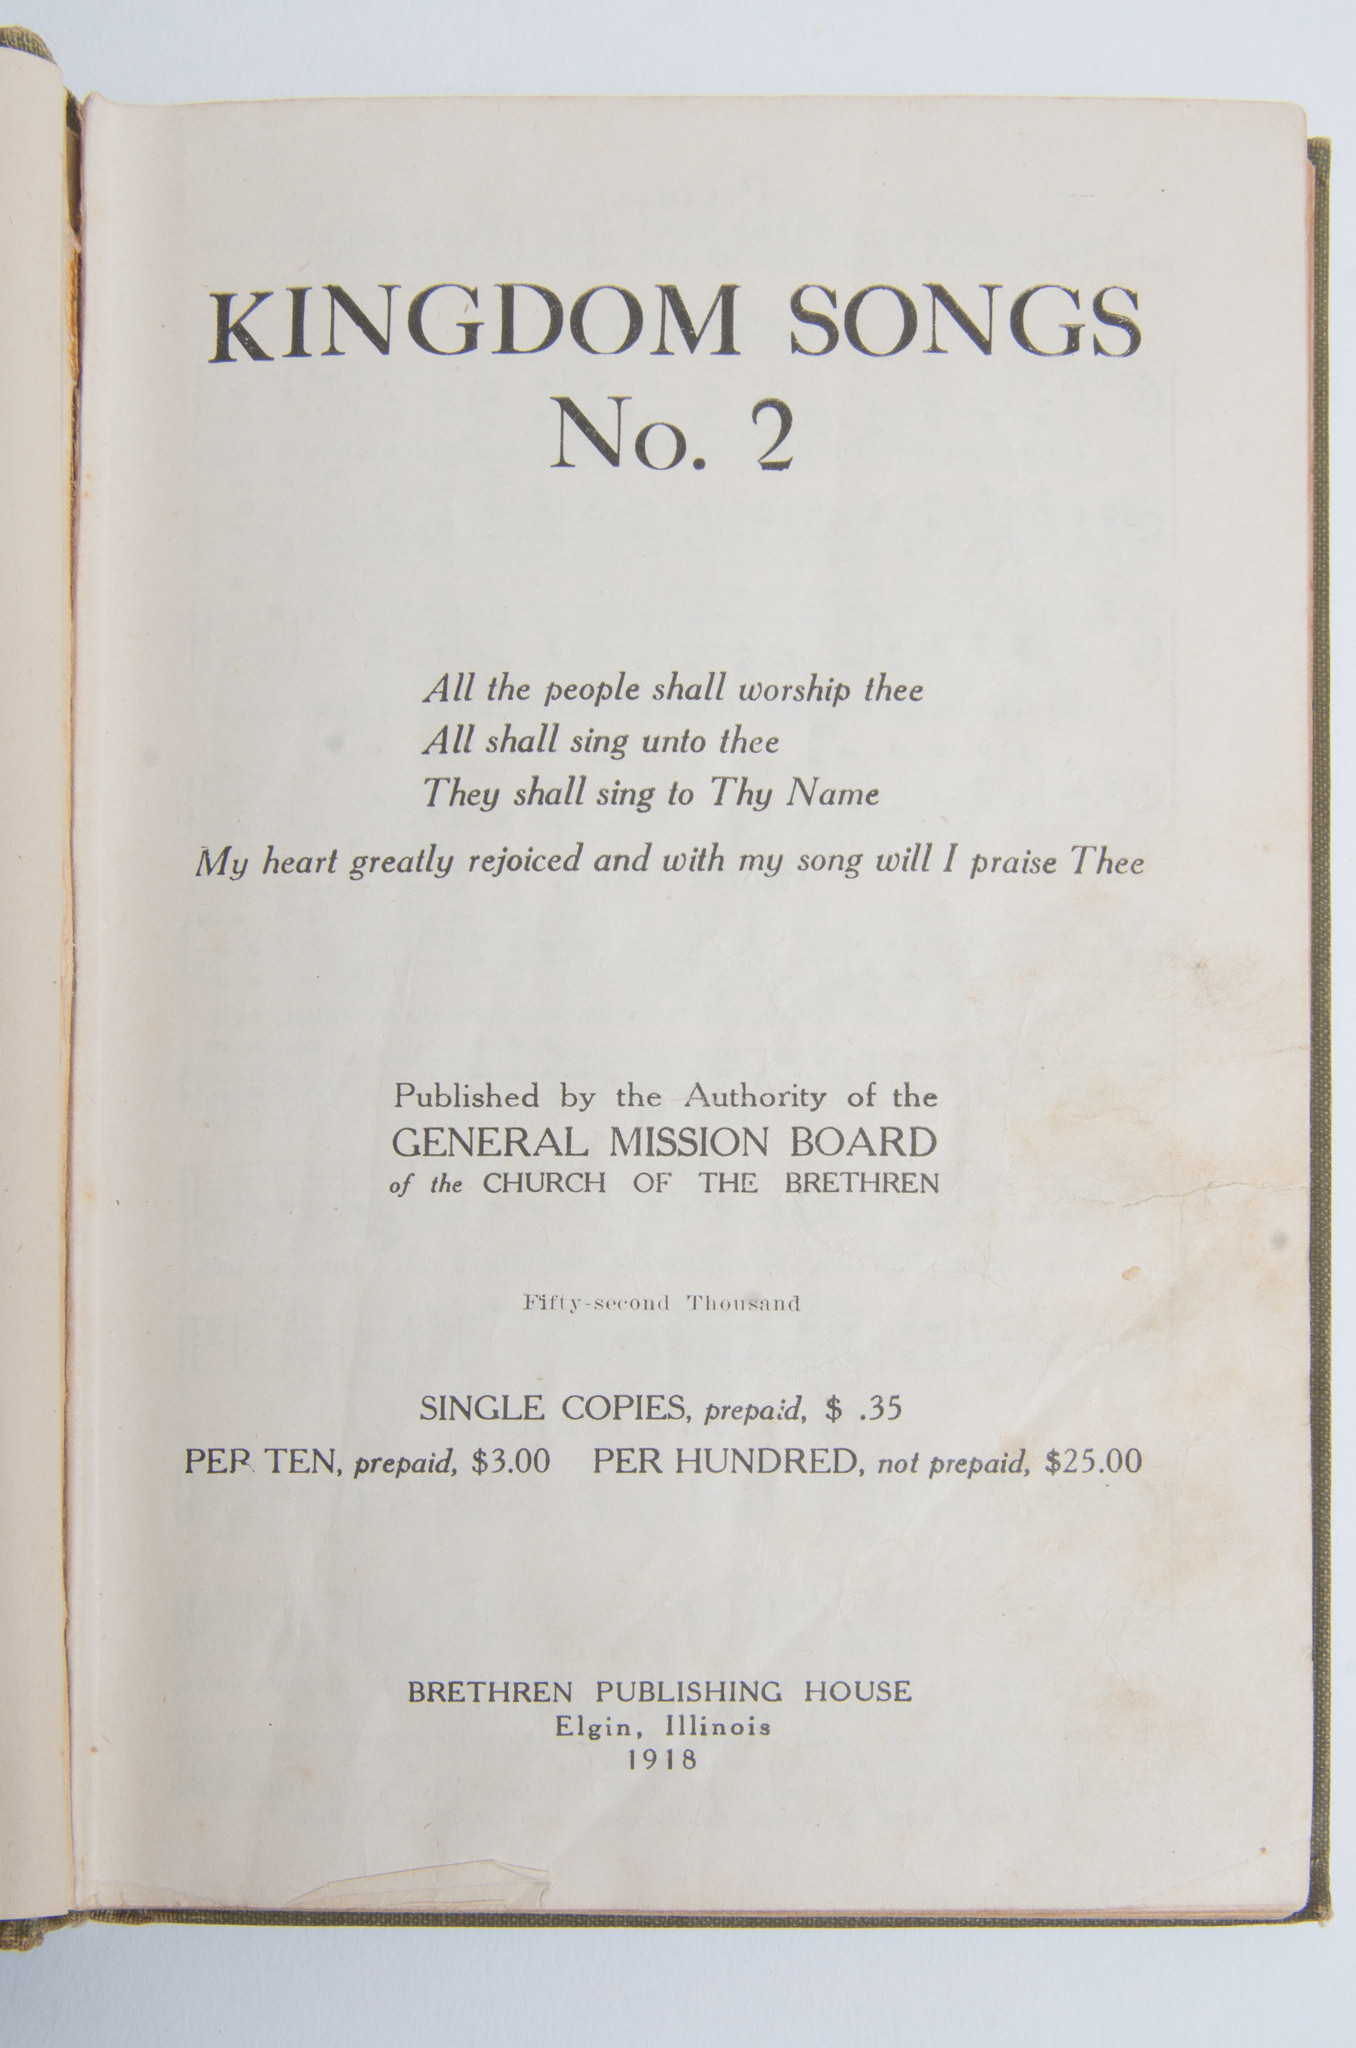 KINGDOM SONGS
No. 2
All the people shall worship thee
All shall sing unto thee
They shall sing to Thy Name
My heart greatly rejoiced and with my song will I praise Thee
Published by the Authority of the
GENERAL MISSION BOARD
of the CHURCH OF THE BRETHREN
Fifty-second Thousand
SINGLE COPIES, prepaid, $ .35
PER TEN, prepaid, $3.00 PER HUNDRED, not prepaid, $25.00
BRETHREN PUBLISHING HOUSE
Elgin, Illinois
1918